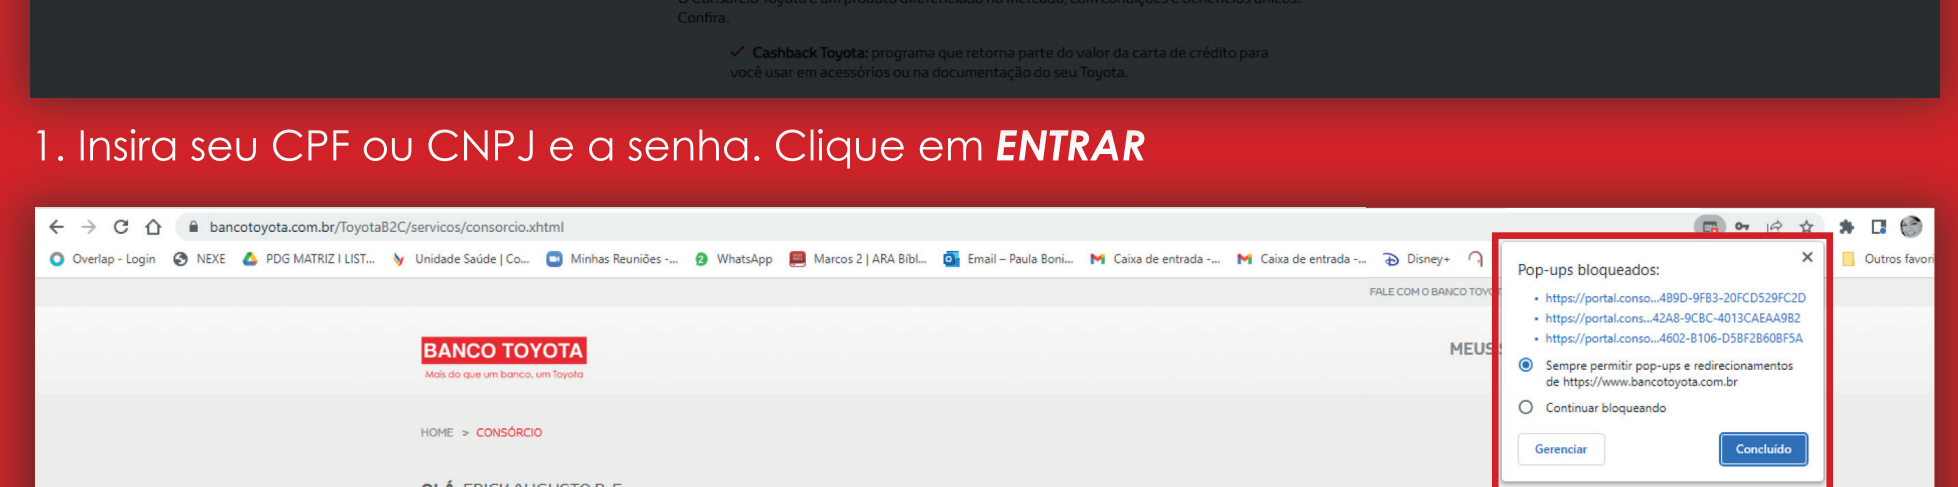 O Consórcio Toyota é um produto diferenciado no mercado, com condições e benefícios únicos.
Confira.
Cashback Toyota: programa que retorna parte do valor da carta de crédito para
você usar em acessórios ou na documentação do seu Toyota.
1. Insira seu CPF ou CNPJ e a senha. Clique em ENTRAR
bancotoyota.com.br/ToyotaB2C/servicos/consorcio.xhtml
Overlap - Login NEXE PDG MATRIZ I LIST... Unidade Saúde | Co... Minhas Reuniões -... WhatsApp Marcos 2 | ARA Bíbl... Email – Paula Boni... Caixa de entrada -... Caixa de entrada -... Disney+ Outros favori
Pop-ups bloqueados:
• https://portal.conso...4B9D-9FB3-20FCD529FC2D
• https://portal.cons...42A8-9CBC-4013CAEAA9B2
• https://portal.conso...4602-B106-D5BF2B60BF5A
Sempre permitir pop-ups e redirecionamentos
de https://www.bancotoyota.com.br
Continuar bloqueando
Gerenciar Concluído
FALE COM O BANCO TOYO
BANCO TOYOTA
Mais do que um banco, um Toyota
MEUS
HOME > CONSÓRCIO
OLÁ, ERICK AUGUSTO